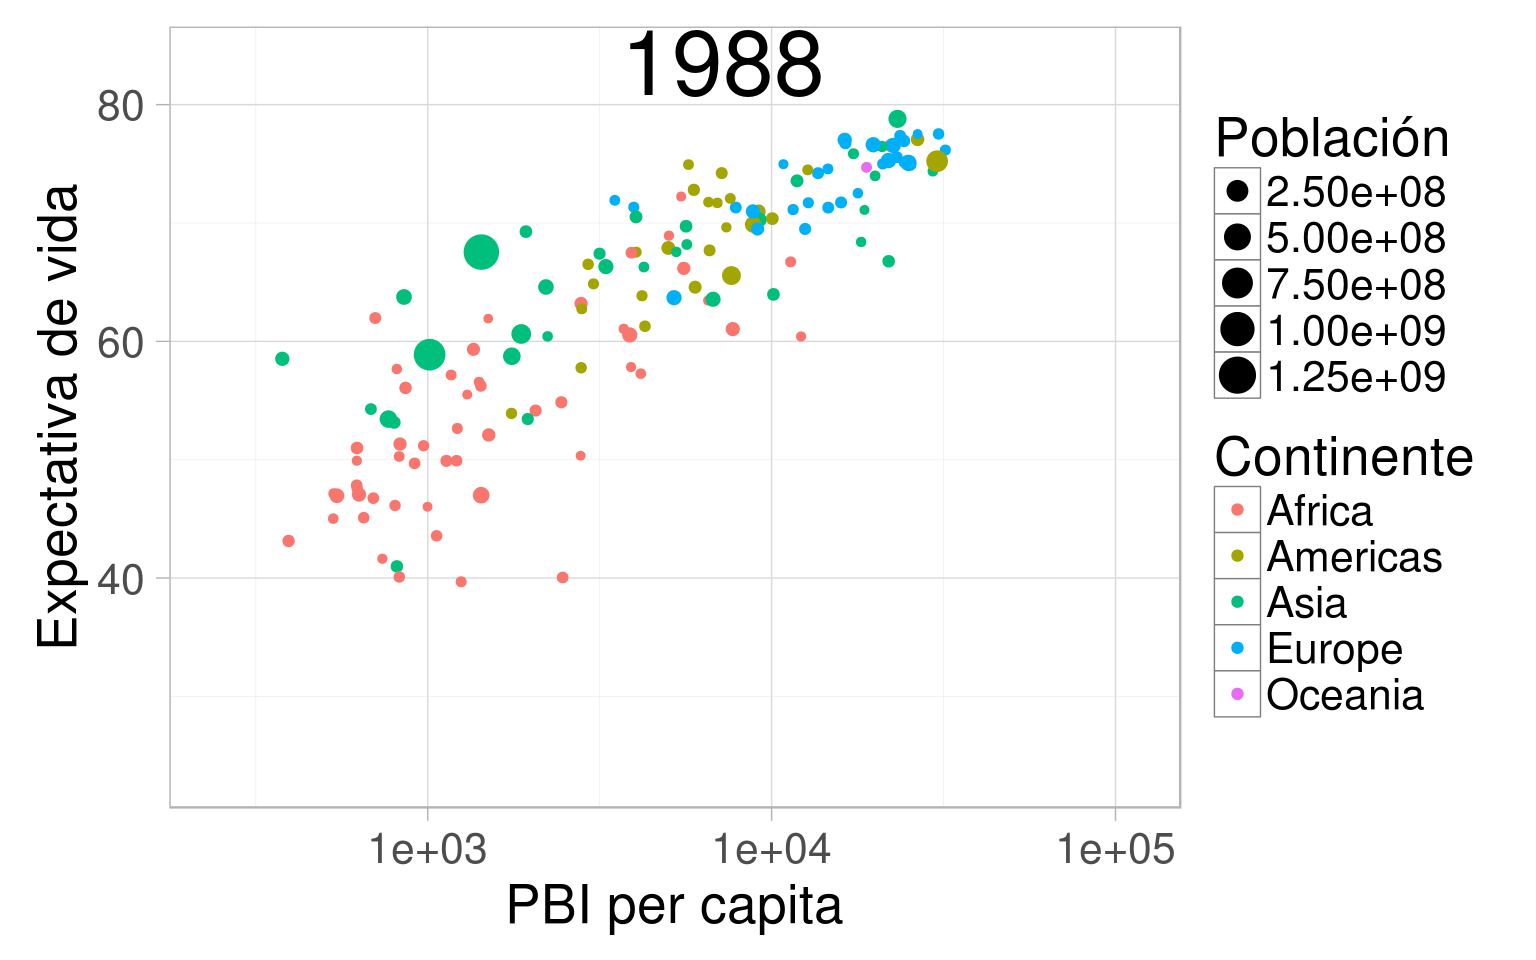 1988
80
60
40
Expectativa de vida
1e+03
1e+04
1e+05
PBI per capita
Población
2.50e+08
5.00e+08
7.50e+08
1.00e+09
1.25e+09
Continente
Africa
Americas
Asia
Europe
Oceania